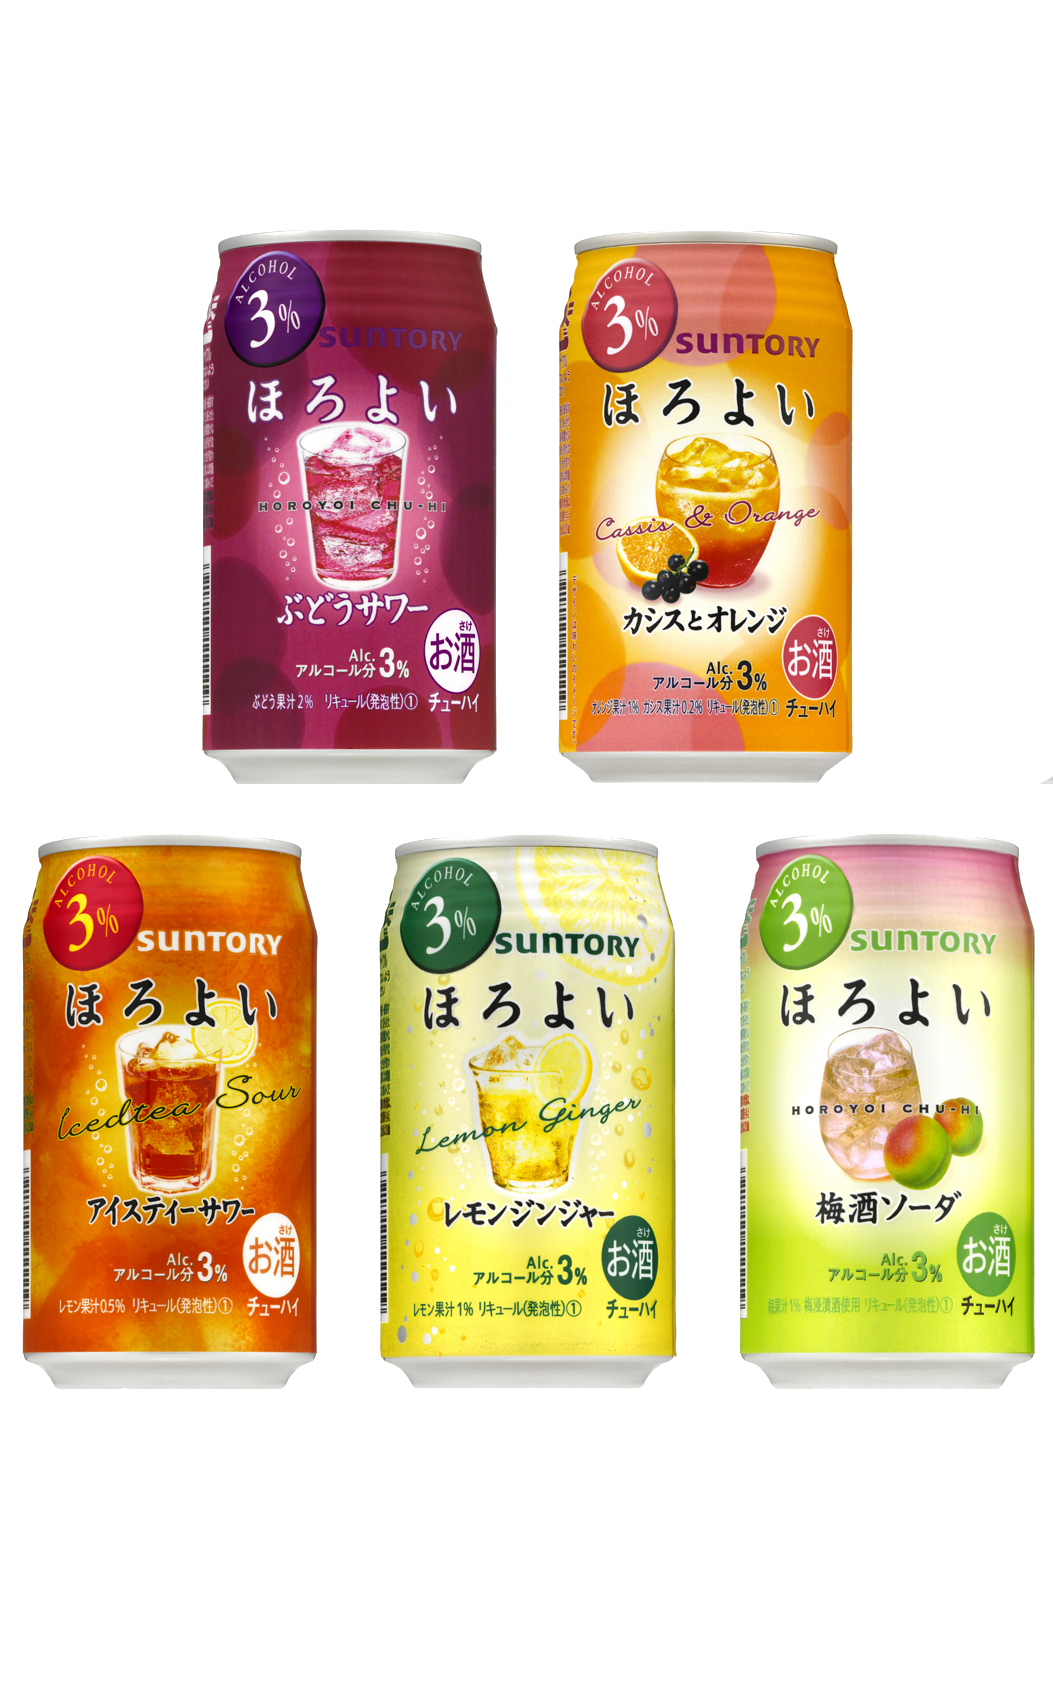 ALCOHOL
3%
SUNTORY
ほろよい
HOROYOI CHU-HI
ぶどうサワー
さけ
お酒
Alc.
アルコール分3%
ぶどう果汁2% リキュール(発泡性)①
チューハイ
ALCOHOL
3%
SUNTORY
ほろよい
Cassis & Orange
カシスとオレンジ
さけ
お酒
Alc.
アルコール分3%
オレンジ果汁1% カシス果汁0.2% リキュール(発泡性)①
チューハイ
ALCOHOL
3%
SUNTORY
ほろよい
Icedtea Sour
アイスティーサワー
さけ
お酒
Alc.
アルコール分3%
レモン果汁0.5% リキュール(発泡性)①
チューハイ
ALCOHOL
3%
SUNTORY
ほろよい
Lemon Ginger
レモンジンジャー
さけ
お酒
Alc.
アルコール分3%
レモン果汁1% リキュール(発泡性)①
チューハイ
ALCOHOL
3%
SUNTORY
ほろよい
HOROYOI CHU-HI
梅酒ソーダ
さけ
お酒
Alc.
アルコール分3%
梅果汁1% 梅浸漬酒使用 リキュール(発泡性)①
チューハイ